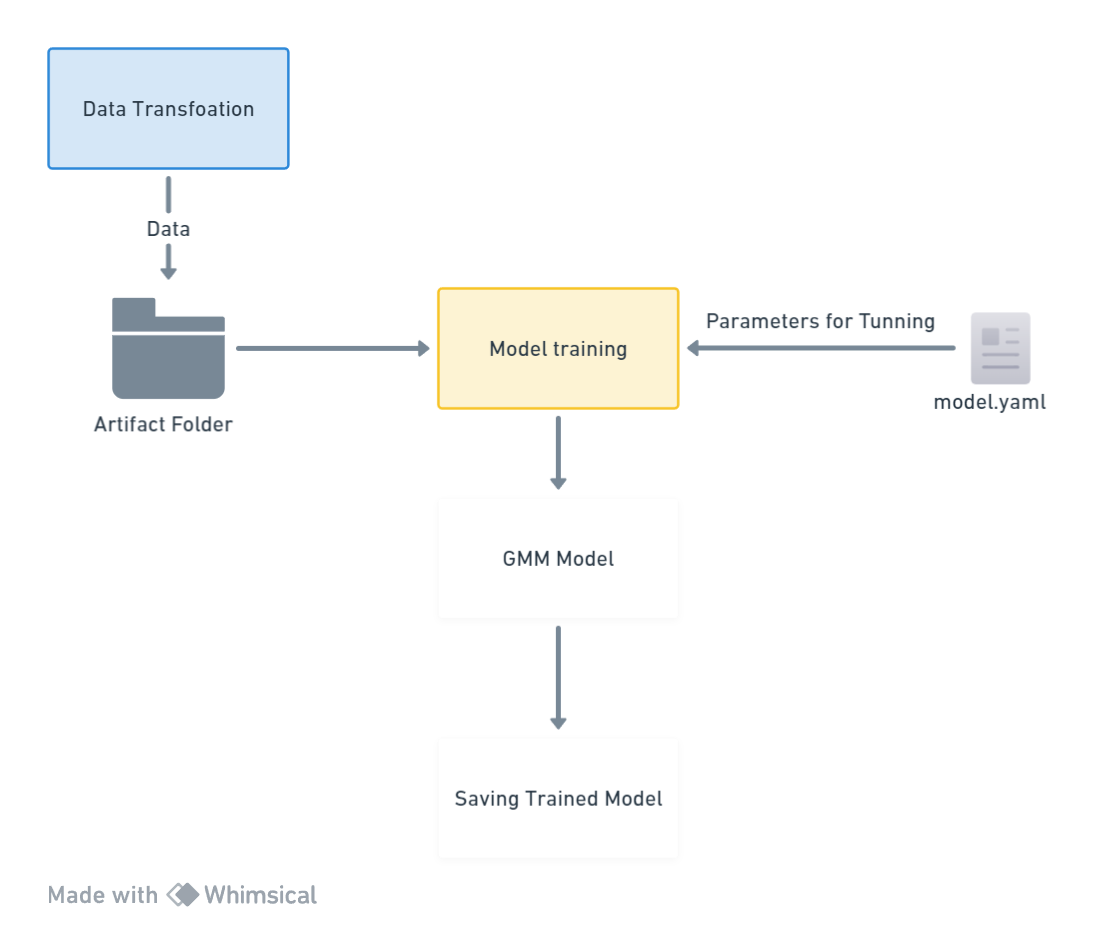 Data Transfoation
Data
Artifact Folder
Model training
Parameters for Tunning
model.yaml
GMM Model
Saving Trained Model
Made with Whimsical